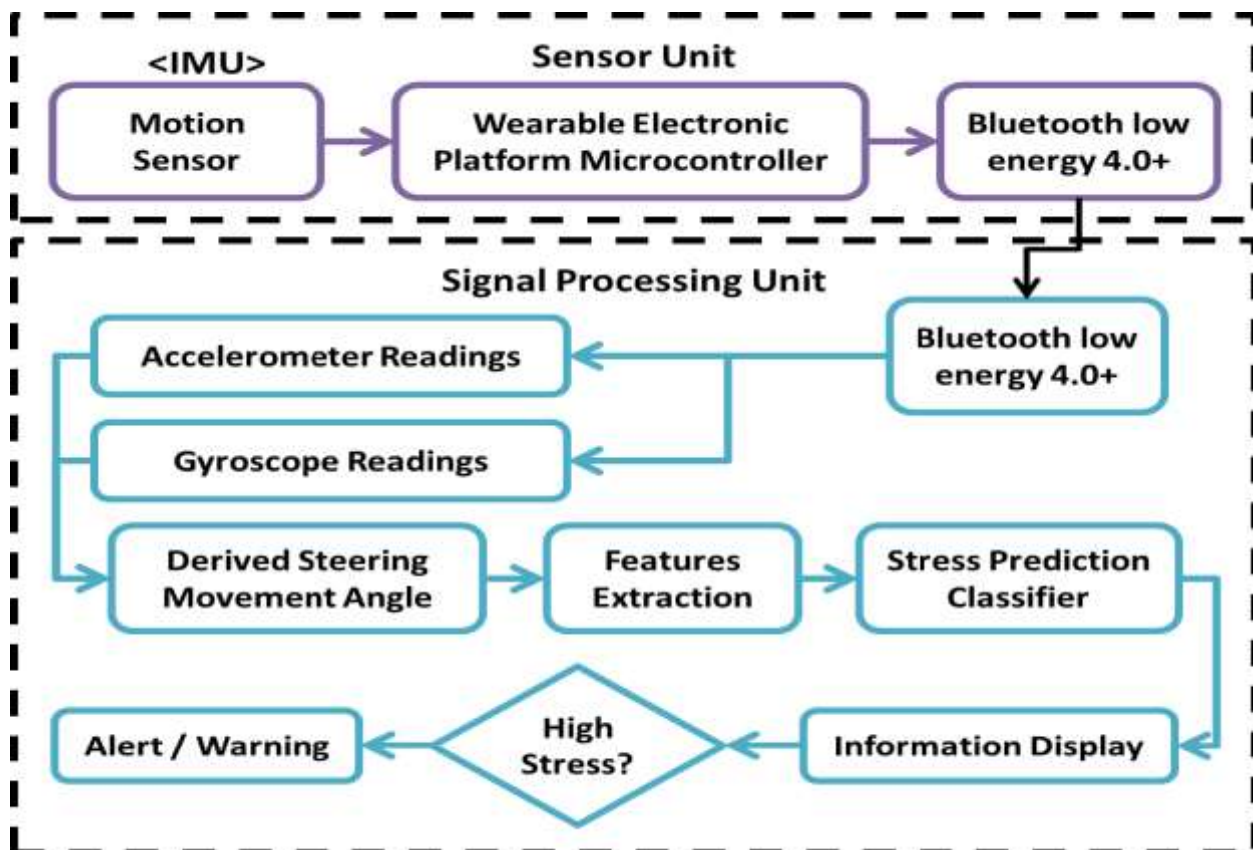 <IMU>
Sensor Unit
Motion
Sensor
Wearable Electronic
Platform Microcontroller
Bluetooth low
energy 4.0+
Signal Processing Unit
Bluetooth low
energy 4.0+
Accelerometer Readings
Gyroscope Readings
Derived Steering
Movement Angle
Features
Extraction
Stress Prediction
Classifier
Information Display
High
Stress?
Alert / Warning